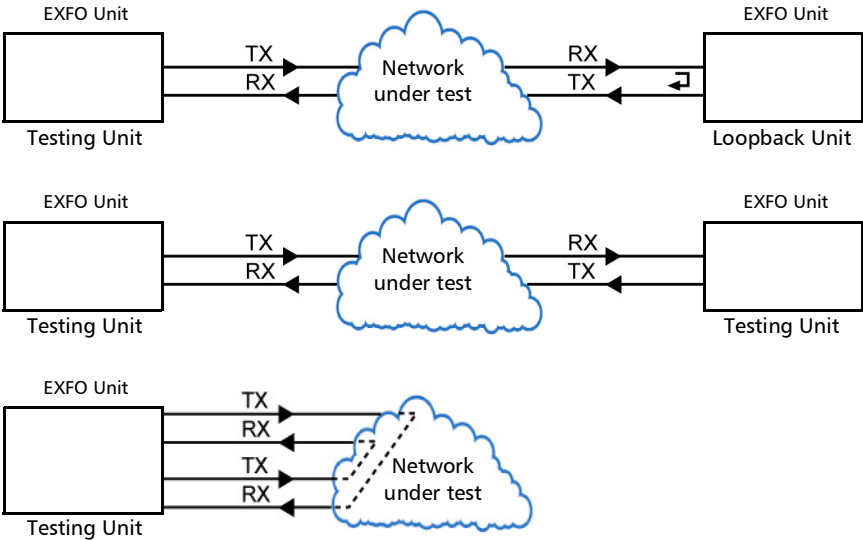 EXFO Unit
EXFO Unit
TX
RX
Network
under test
RX
TX
Testing Unit
Loopback Unit
EXFO Unit
EXFO Unit
TX
RX
Network
under test
RX
TX
Testing Unit
Testing Unit
EXFO Unit
TX
RX
TX
RX
Network
under test
Testing Unit